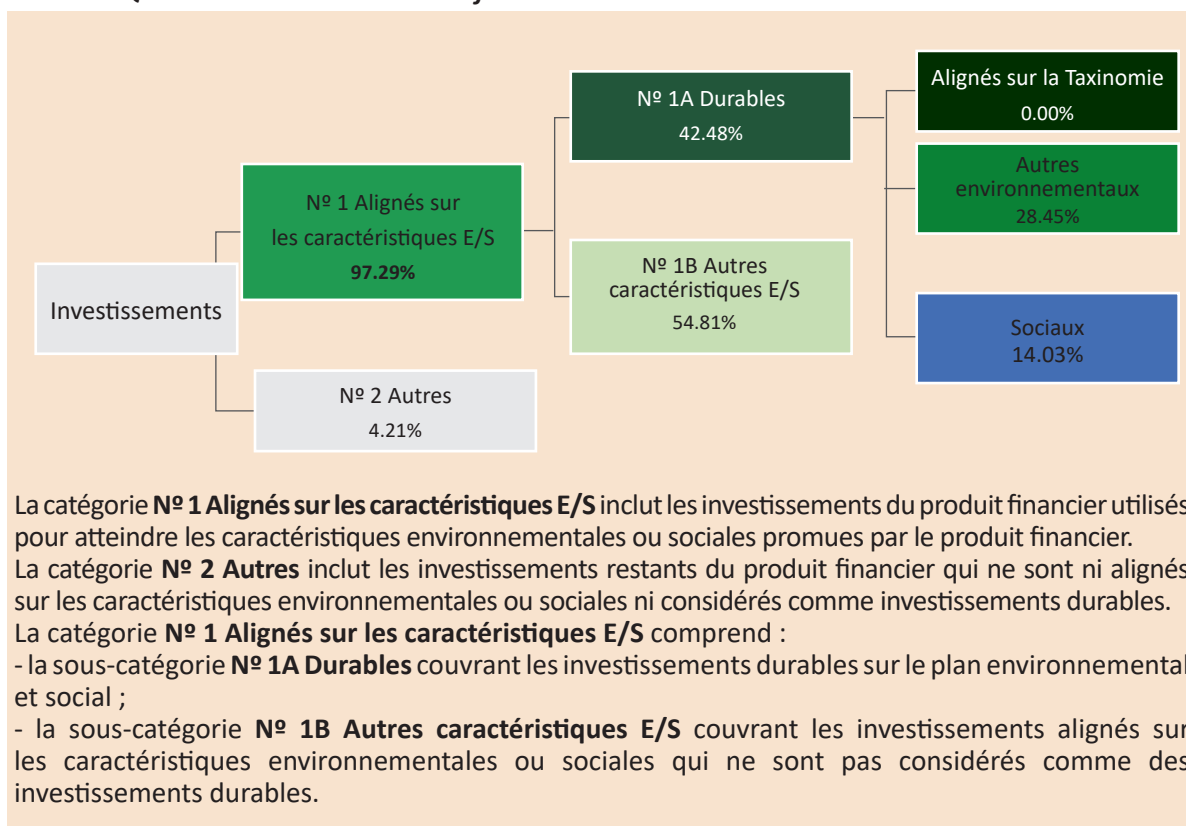 Nº 1A Durables
42.48%
Alignés sur la Taxinomie
0.00%
Autres
environnementaux
28.45%
Nº 1 Alignés sur
les caractéristiques E/S
97.29%
Nº 1B Autres
caractéristiques E/S
54.81%
Investissements
Sociaux
14.03%
Nº 2 Autres
4.21%
La catégorie Nº 1 Alignés sur les caractéristiques E/S inclut les investissements du produit financier utilisés
pour atteindre les caractéristiques environnementales ou sociales promues par le produit financier.
La catégorie Nº 2 Autres inclut les investissements restants du produit financier qui ne sont ni alignés
sur les caractéristiques environnementales ou sociales ni considérés comme investissements durables.
La catégorie Nº 1 Alignés sur les caractéristiques E/S comprend :
- la sous-catégorie Nº 1A Durables couvrant les investissements durables sur le plan environnemental
et social ;
- la sous-catégorie Nº 1B Autres caractéristiques E/S couvrant les investissements alignés sur
les caractéristiques environnementales ou sociales qui ne sont pas considérés comme des
investissements durables.